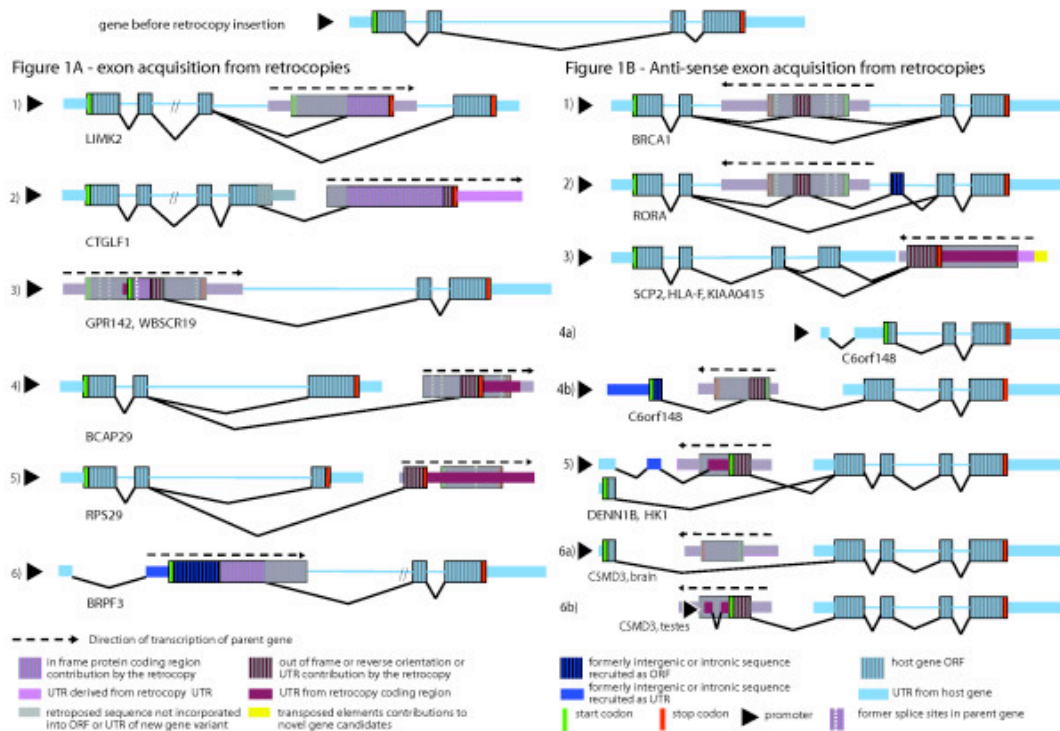 gene before retrocopy insertion
Figure 1A - exon acquisition from retrocopies
1)
LIMK2
2)
CTGLF1
3)
GPR142, WBSCR19
4)
BCAP29
5)
RPS29
6)
BRPF3
Figure 1B - Anti-sense exon acquisition from retrocopies
1)
BRCA1
2)
RORA
3)
SCP2, HLA-F, KIAA0415
4a)
C6orf148
4b)
C6orf148
5)
DENN1B, HK1
6a)
CSMD3, brain
6b)
CSMD3, testes
Direction of transcription of parent gene
in frame protein coding region
contribution by the retrocopy
UTR derived from retrocopy UTR
retroposed sequence not incorporated
into ORF or UTR of new gene variant
out of frame or reverse orientation or
UTR contribution by the retrocopy
UTR from retrocopy coding region
transposed elements contributions to
novel gene candidates
formerly intergenic or intronic sequence
recruited as ORF
formerly intergenic or intronic sequence
recruited as UTR
host gene ORF
UTR from host gene
start codon
stop codon
promoter
former splice sites in parent gene